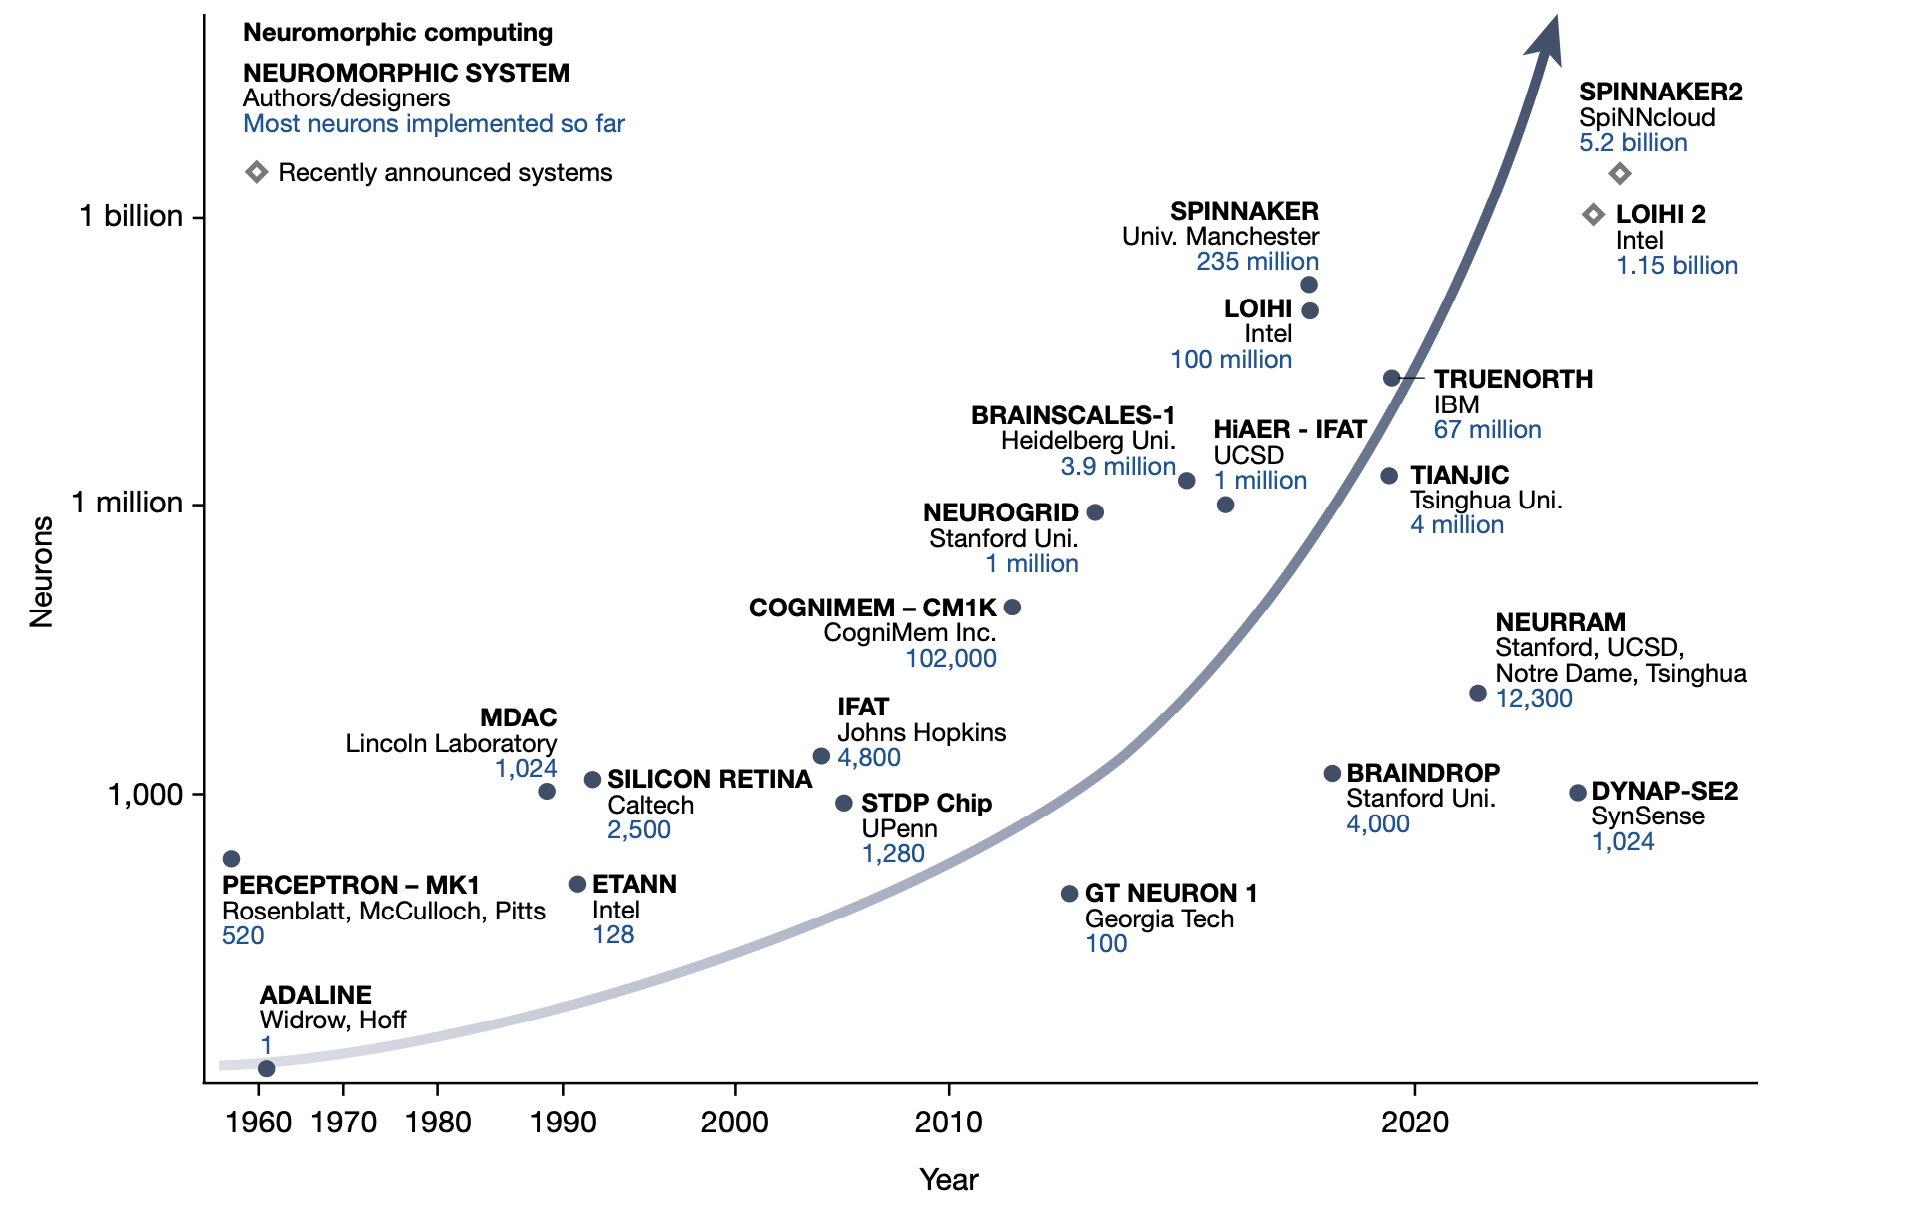 Neuromorphic computing
NEUROMORPHIC SYSTEM
Authors/designers
Most neurons implemented so far
Recently announced systems
SPINNAKER2
SpiNNcloud
5.2 billion
1 billion
LOIHI 2
Intel
1.15 billion
SPINNAKER
Univ. Manchester
235 million
LOIHI
Intel
100 million
TRUENORTH
IBM
67 million
BRAINSCALES-1
Heidelberg Uni.
3.9 million
HiAER - IFAT
UCSD
1 million
TIANJIC
Tsinghua Uni.
4 million
1 million
NEUROGRID
Stanford Uni.
1 million
Neurons
COGNIMEM – CM1K
CogniMem Inc.
102,000
NEURRAM
Stanford, UCSD,
Notre Dame, Tsinghua
12,300
MDAC
Lincoln Laboratory
1,024
IFAT
Johns Hopkins
4,800
SILICON RETINA
Caltech
2,500
1,000
STDP Chip
UPenn
1,280
BRAINDROP
Stanford Uni.
4,000
DYNAP-SE2
SynSense
1,024
PERCEPTRON – MK1
Rosenblatt, McCulloch, Pitts
520
ETANN
Intel
128
GT NEURON 1
Georgia Tech
100
ADALINE
Widrow, Hoff
1
1960 1970 1980 1990 2000 2010 2020
Year